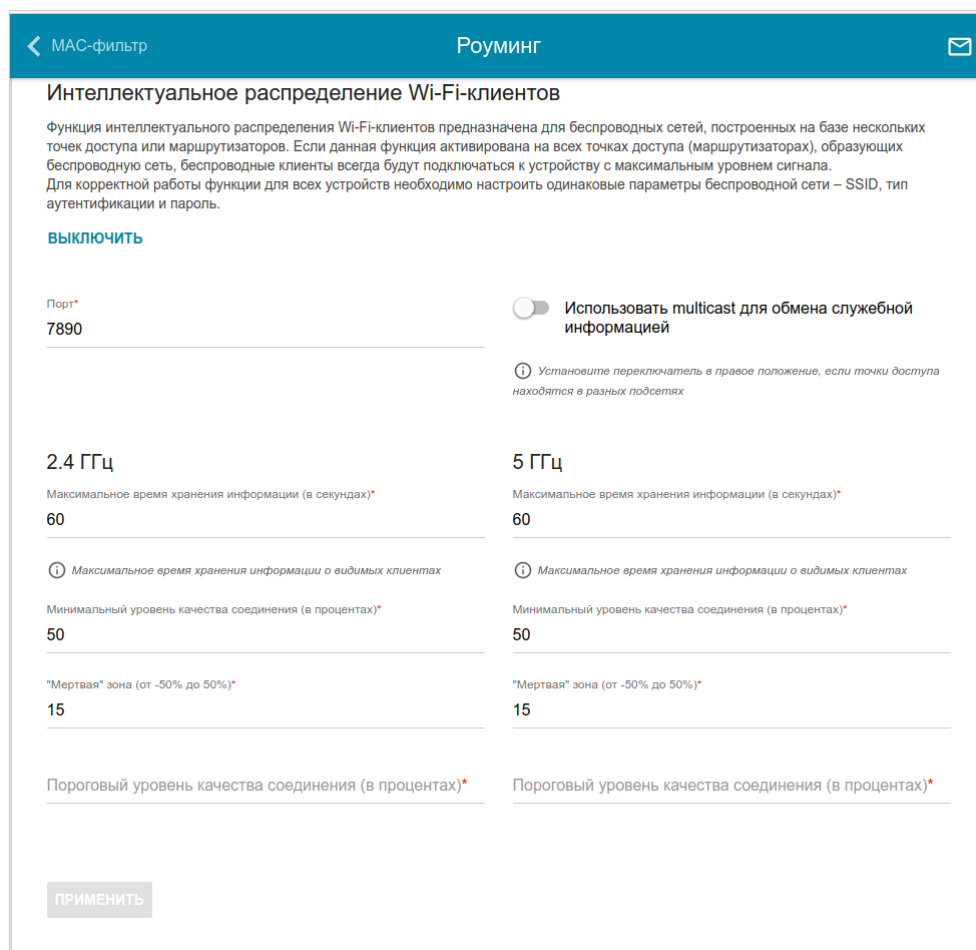 МАС-фильтр
Роуминг
Интеллектуальное распределение Wi-Fi-клиентов
Функция интеллектуального распределения Wi-Fi-клиентов предназначена для беспроводных сетей, построенных на базе нескольких
точек доступа или маршрутизаторов. Если данная функция активирована на всех точках доступа (маршрутизаторах), образующих
беспроводную сеть, беспроводные клиенты всегда будут подключаться к устройству с максимальным уровнем сигнала.
Для корректной работы функции для всех устройств необходимо настроить одинаковые параметры беспроводной сети – SSID, тип
аутентификации и пароль.
ВЫКЛЮЧИТЬ
Порт*
7890
Использовать multicast для обмена служебной
информацией
Установите переключатель в правое положение, если точки доступа
находятся в разных подсетях
2.4 ГГц
Максимальное время хранения информации (в секундах)*
60
Максимальное время хранения информации о видимых клиентах
Минимальный уровень качества соединения (в процентах)*
50
"Мертвая" зона (от -50% до 50%)*
15
Пороговый уровень качества соединения (в процентах)*
5 ГГц
Максимальное время хранения информации (в секундах)*
60
Максимальное время хранения информации о видимых клиентах
Минимальный уровень качества соединения (в процентах)*
50
"Мертвая" зона (от -50% до 50%)*
15
Пороговый уровень качества соединения (в процентах)*
ПРИМЕНИТЬ